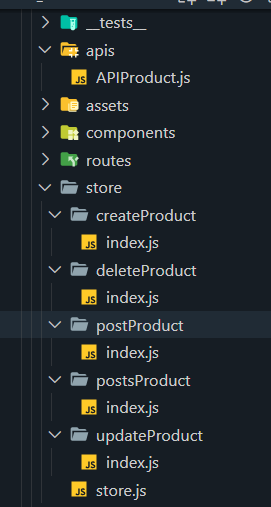 __tests__
apis
JS APIProduct.js
assets
components
routes
store
createProduct
JS index.js
deleteProduct
JS index.js
postProduct
JS index.js
postsProduct
JS index.js
updateProduct
JS index.js
JS store.js